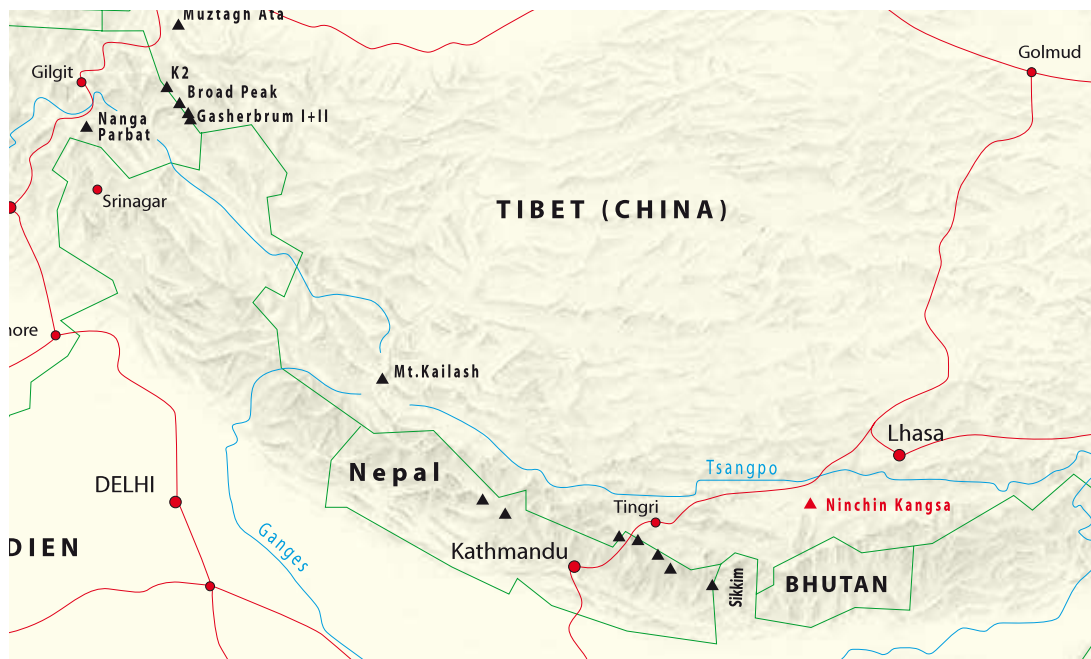 Muztagh Ata
Golmud
Gilgit
K2
Broad Peak
Gasherbrum I+II
Nanga
Parbat
Srinagar
TIBET (CHINA)
ore
Mt.Kailash
Lhasa
Nepal
Tsangpo
DELHI
Tingri
Ninchin Kangsa
DIEN
Ganges
Kathmandu
Sikkim
BHUTAN